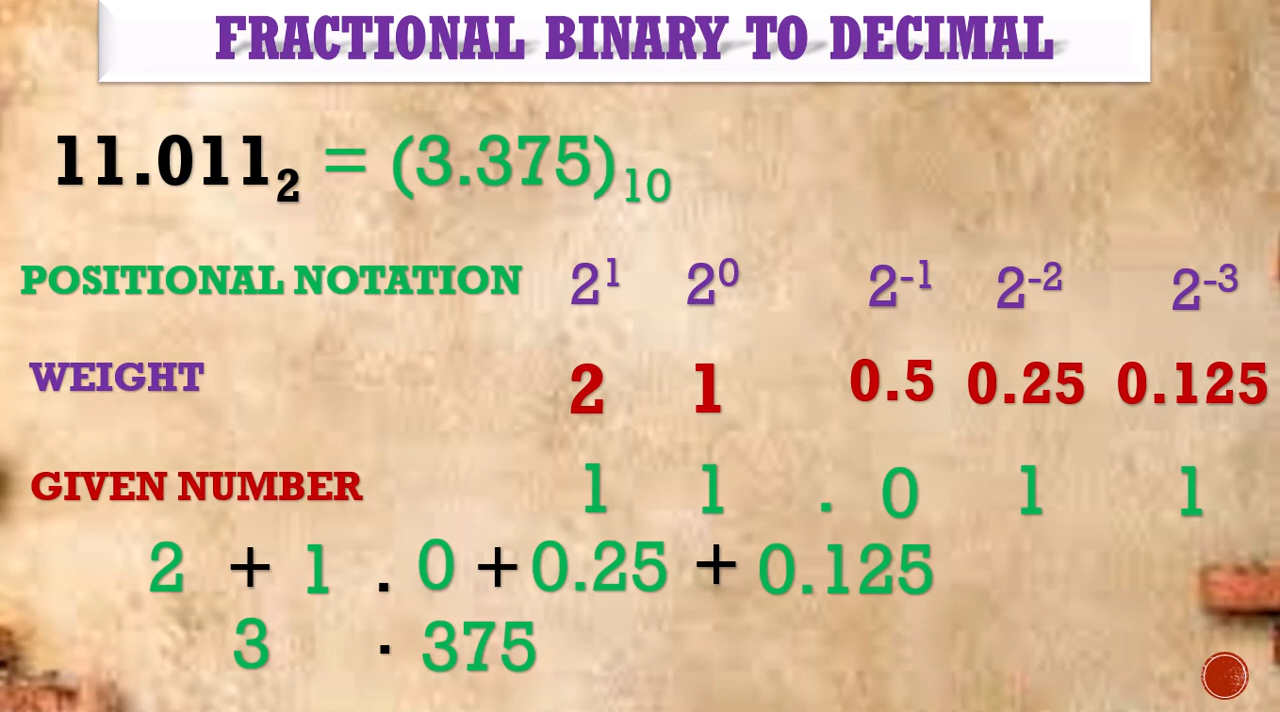 FRACTIONAL BINARY TO DECIMAL
11.011₂ = (3.375)₁₀
POSITIONAL NOTATION 2¹ 2⁰ 2⁻¹ 2⁻² 2⁻³
WEIGHT 2 1 0.5 0.25 0.125
GIVEN NUMBER 1 1 . 0 1 1
2 + 1 . 0 + 0.25 + 0.125
3 . 375